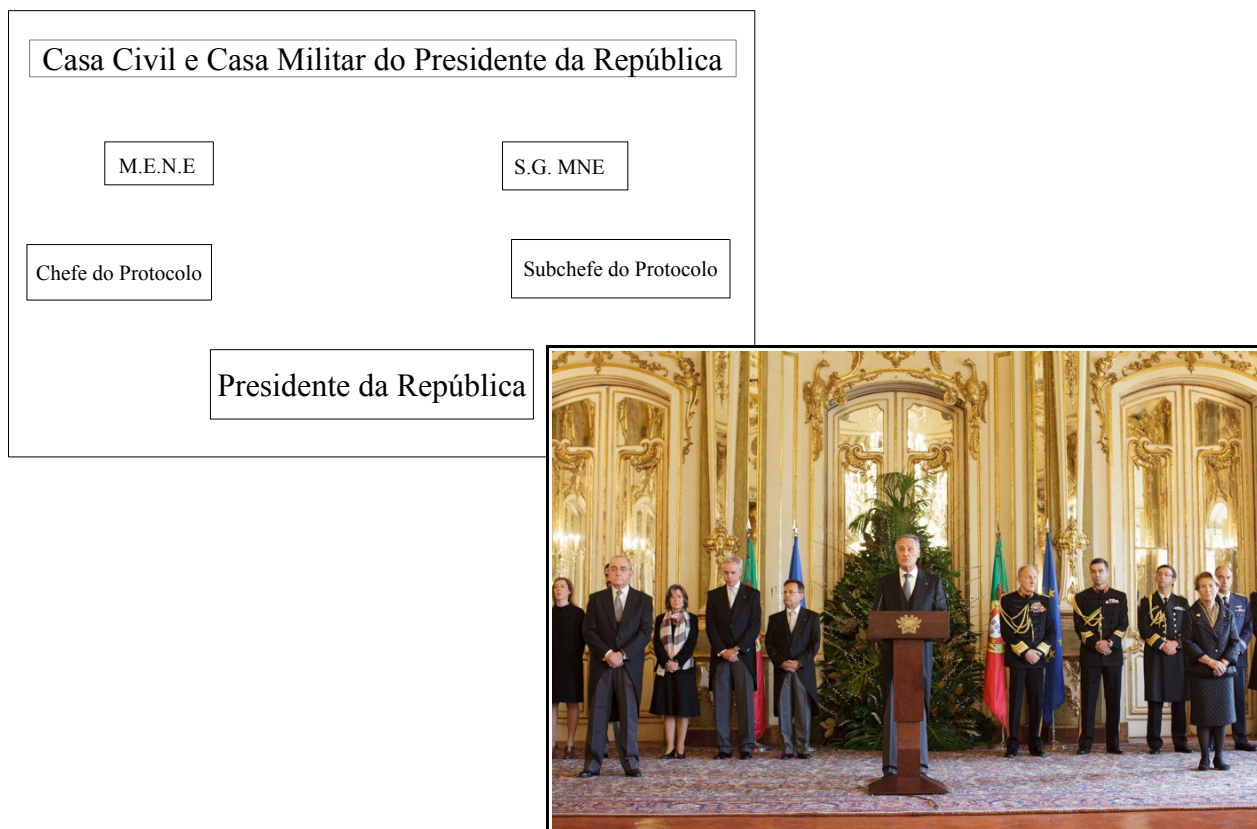 Casa Civil e Casa Militar do Presidente da República
M.E.N.E
S.G. MNE
Chefe do Protocolo
Subchefe do Protocolo
Presidente da República